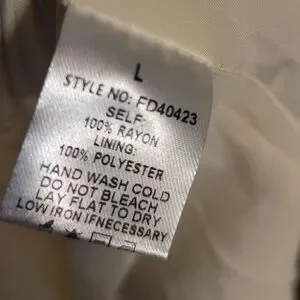 L
STYLE NO: FD40423
SELF:
100% RAYON
LINING:
100% POLYESTER
HAND WASH COLD
DO NOT BLEACH
LAY FLAT TO DRY
LOW IRON IF NECESSARY